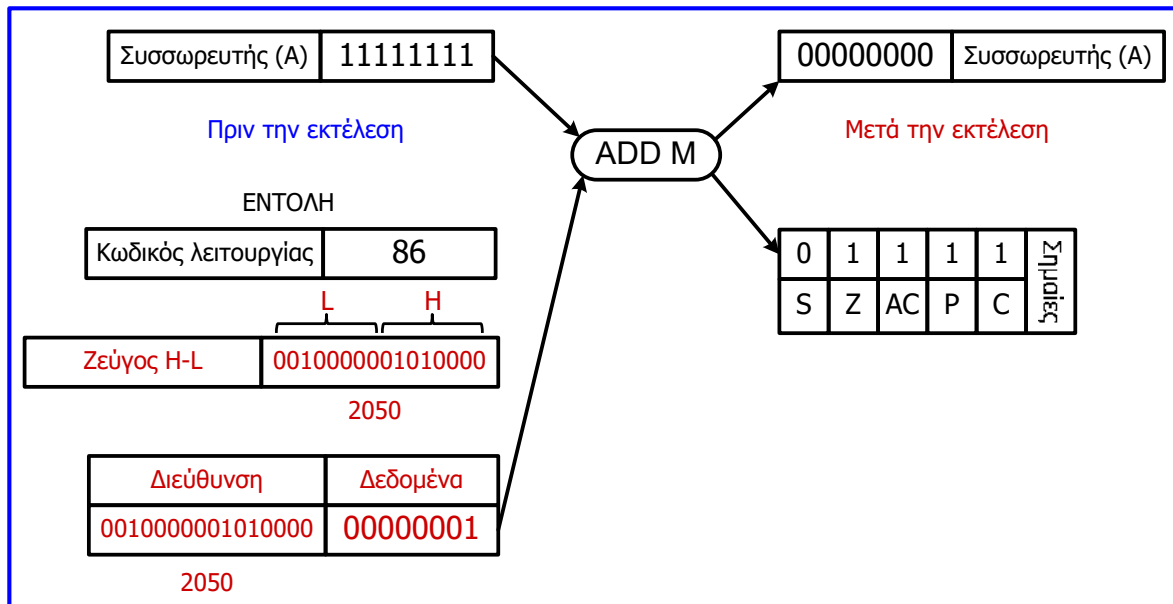 Συσσωρευτής (Α) 11111111
00000000 Συσσωρευτής (Α)
Πριν την εκτέλεση
Μετά την εκτέλεση
ADD M
ΕΝΤΟΛΗ
Κωδικός λειτουργίας 86
0 1 1 1 1
S Z AC P C
Σημαίες
L H
Ζεύγος H-L 0010000001010000
2050
Διεύθυνση Δεδομένα
0010000001010000 00000001
2050